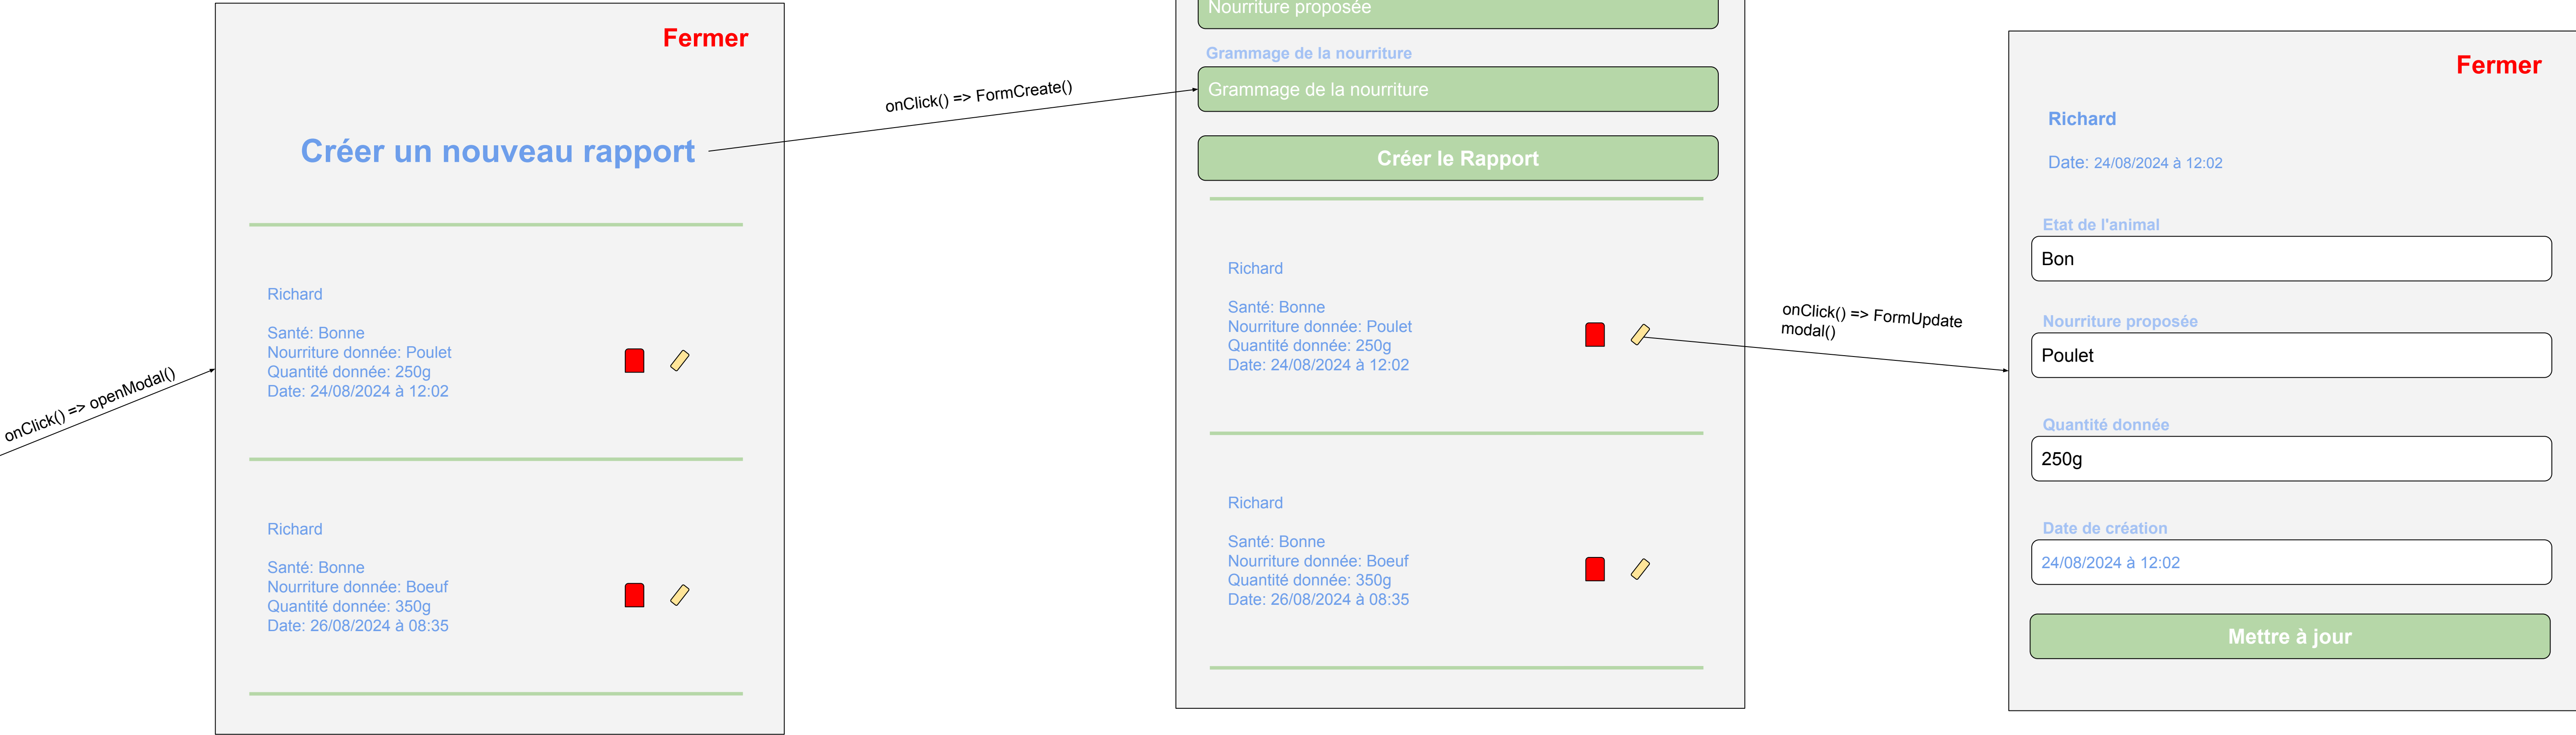 onClick() => openModal()
Fermer
Créer un nouveau rapport
Richard
Santé: Bonne
Nourriture donnée: Poulet
Quantité donnée: 250g
Date: 24/08/2024 à 12:02
Richard
Santé: Bonne
Nourriture donnée: Boeuf
Quantité donnée: 350g
Date: 26/08/2024 à 08:35
onClick() => FormCreate()
Nourriture proposée
Grammage de la nourriture
Grammage de la nourriture
Créer le Rapport
Richard
Santé: Bonne
Nourriture donnée: Poulet
Quantité donnée: 250g
Date: 24/08/2024 à 12:02
Richard
Santé: Bonne
Nourriture donnée: Boeuf
Quantité donnée: 350g
Date: 26/08/2024 à 08:35
onClick() => FormUpdate
modal()
Fermer
Richard
Date: 24/08/2024 à 12:02
Etat de l'animal
Bon
Nourriture proposée
Poulet
Quantité donnée
250g
Date de création
24/08/2024 à 12:02
Mettre à jour